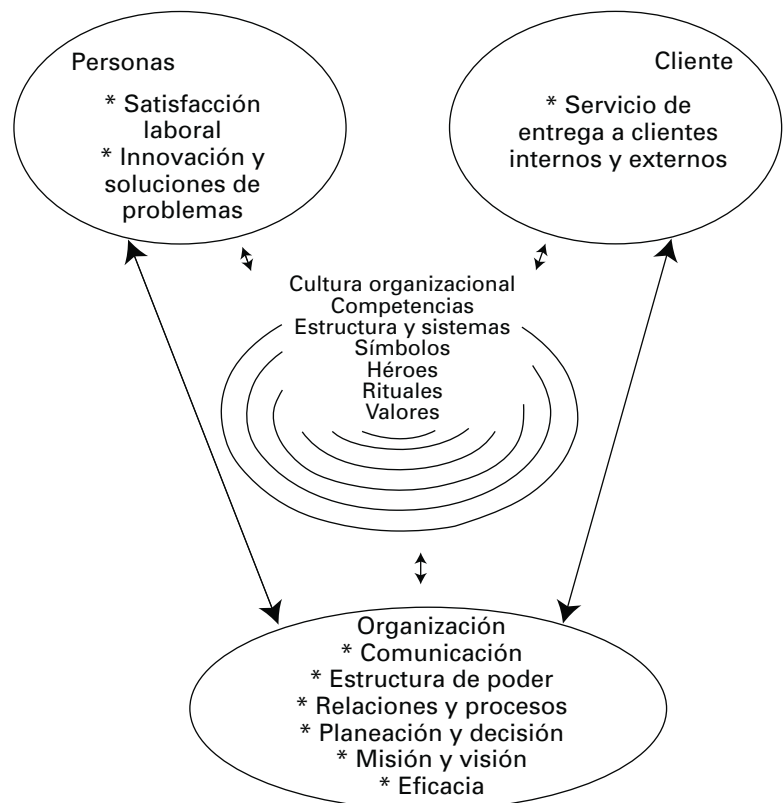 Personas
* Satisfacción
laboral
* Innovación y
soluciones de
problemas
Cliente
* Servicio de
entrega a clientes
internos y externos
Cultura organizacional
Competencias
Estructura y sistemas
Símbolos
Héroes
Rituales
Valores
Organización
* Comunicación
* Estructura de poder
* Relaciones y procesos
* Planeación y decisión
* Misión y visión
* Eficacia